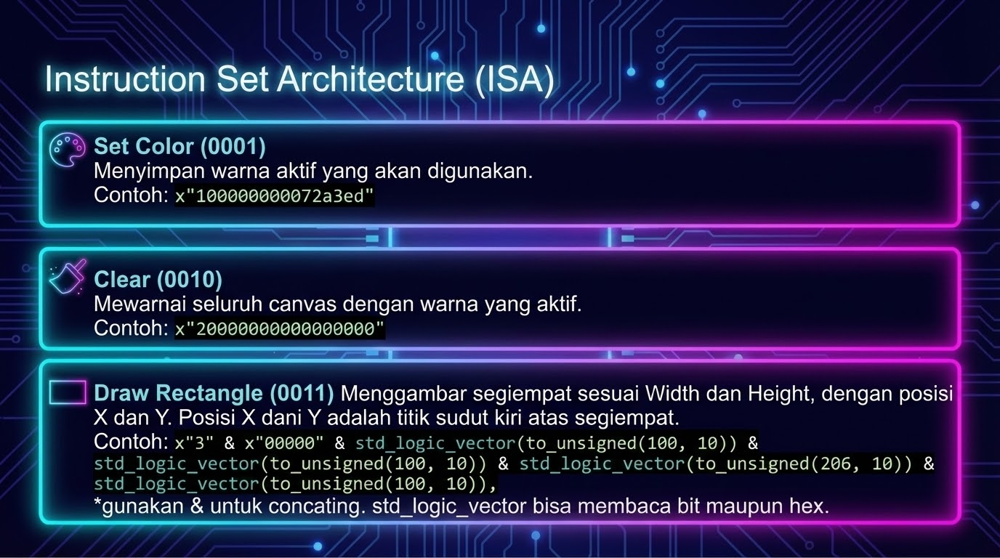 Instruction Set Architecture (ISA)
Set Color (0001)
Menyimpan warna aktif yang akan digunakan.
Contoh: x"100000000072a3ed"
Clear (0010)
Mewarnai seluruh canvas dengan warna yang aktif.
Contoh: x"20000000000000000"
Draw Rectangle (0011) Menggambar segiempat sesuai Width dan Height, dengan posisi
X dan Y. Posisi X dani Y adalah titik sudut kiri atas segiempat.
Contoh: x"3" & x"00000" & std_logic_vector(to_unsigned(100, 10)) &
std_logic_vector(to_unsigned(100, 10)) & std_logic_vector(to_unsigned(206, 10)) &
std_logic_vector(to_unsigned(100, 10)),
*gunakan & untuk concating. std_logic_vector bisa membaca bit maupun hex.